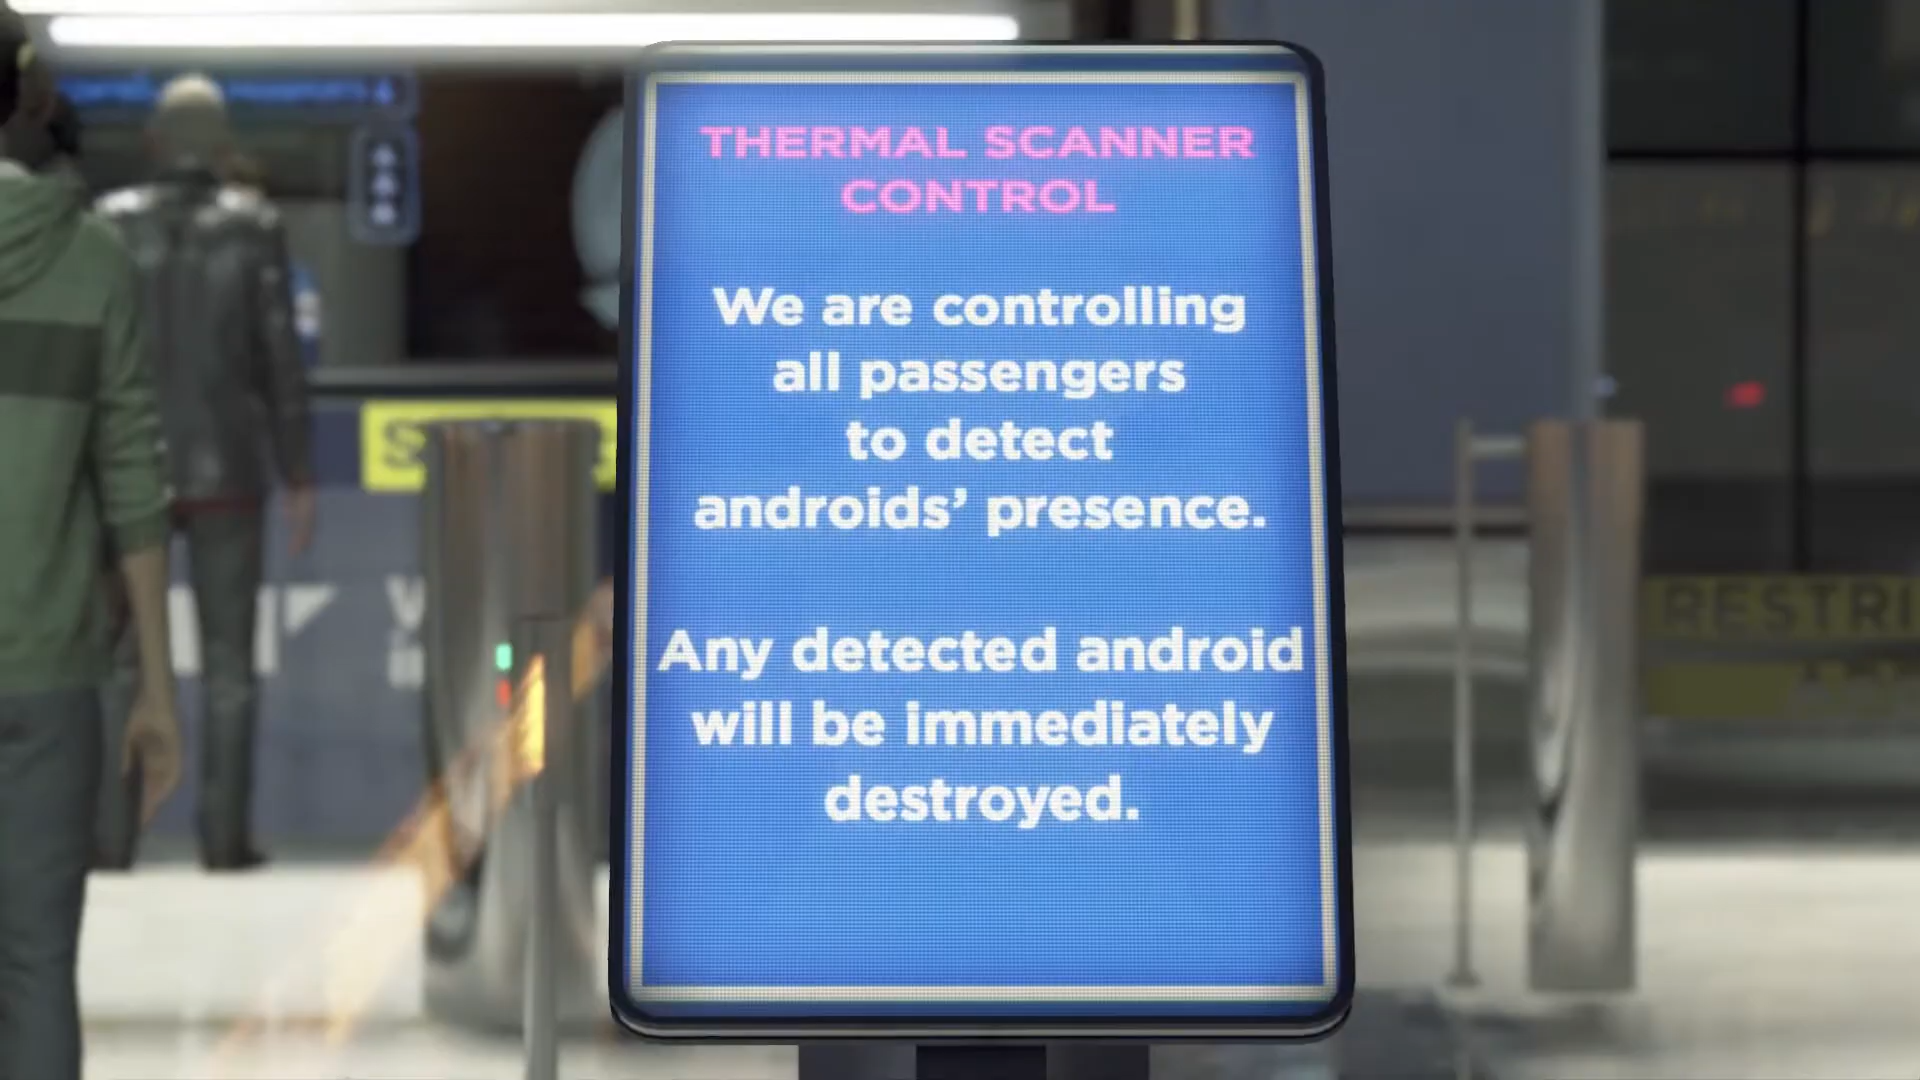 THERMAL SCANNER
CONTROL
We are controlling
all passengers
to detect
androids’ presence.
Any detected android
will be immediately
destroyed.
RESTRI